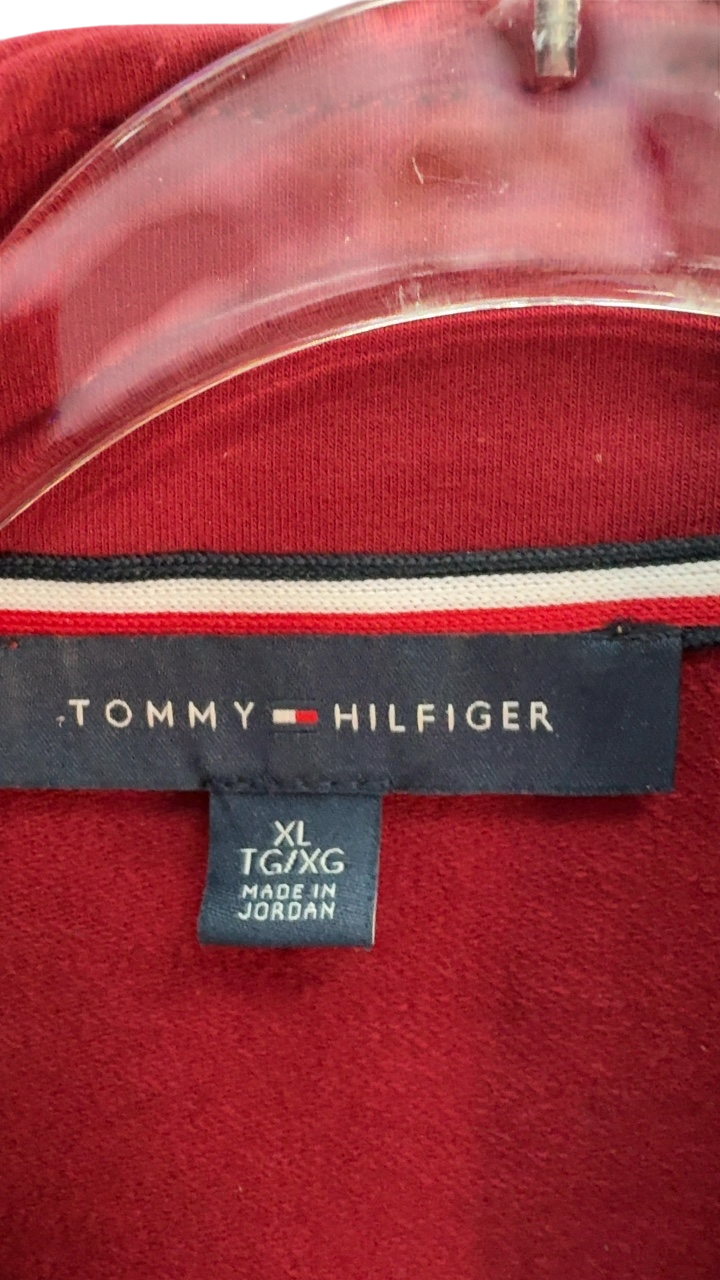 TOMMY HILFIGER
XL
TG/XG
MADE IN
JORDAN